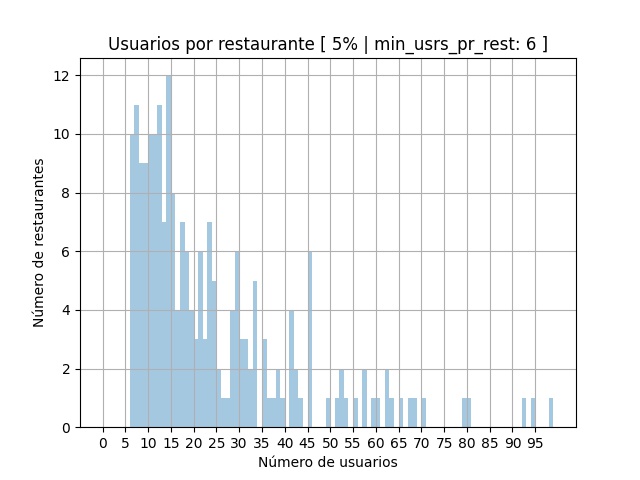 Usuarios por restaurante [ 5% | min_usrs_pr_rest: 6 ]
12
10
8
6
4
2
0
Número de restaurantes
0 5 10 15 20 25 30 35 40 45 50 55 60 65 70 75 80 85 90 95
Número de usuarios